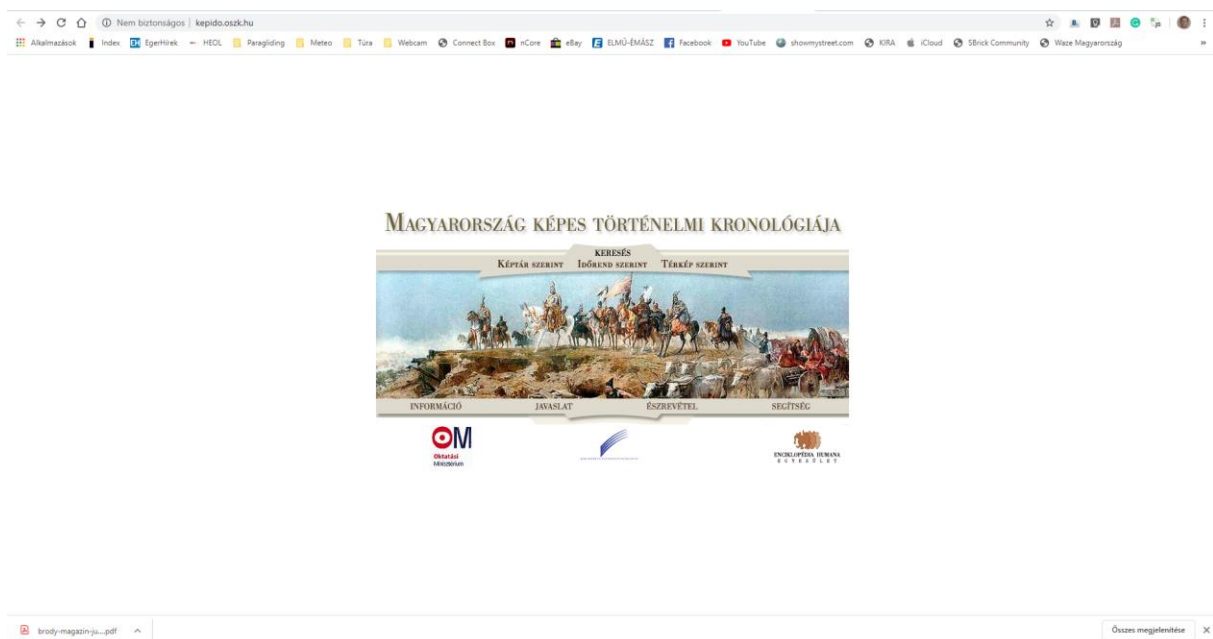 Nem biztonságos | kepido.oszk.hu
Alkalmazások Index EgerHírek HEOL Paragliding Meteo Túra Webcam Connect Box nCore eBay ELMŰ-ÉMÁSZ Facebook YouTube showmystreet.com KIRA iCloud SBrick Community Waze Magyarország »
MAGYARORSZÁG KÉPES TÖRTÉNELMI KRONOLÓGIÁJA
KERESÉS
KÉPTÁR SZERINT IDŐREND SZERINT TÉRKÉP SZERINT
INFORMÁCIÓ JAVASLAT ÉSZREVÉTEL SEGÍTSÉG
OM
Oktatási
Minisztérium
ENCIKLOPÉDIA HUMANA
EGYESÜLET
brody-magazin-ju....pdf
Összes megjelenítése